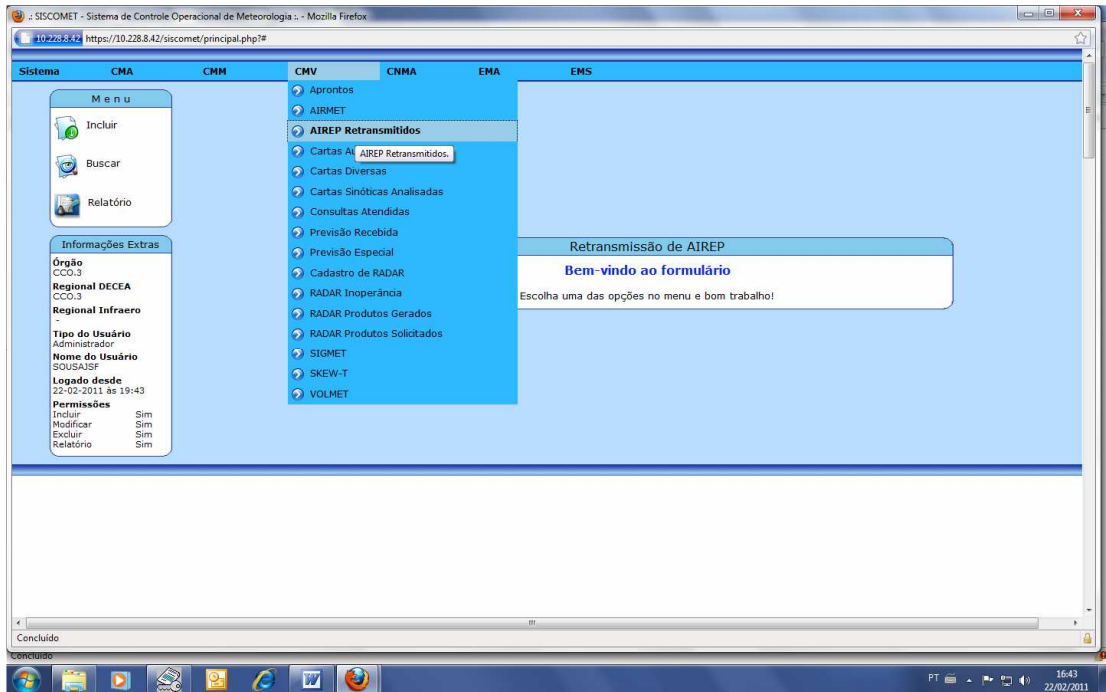 .: SISCOMET - Sistema de Controle Operacional de Meteorologia :. - Mozilla Firefox
10.228.8.42 https://10.228.8.42/siscomet/principal.php?#
Sistema CMA CMM CMV CNMA EMA EMS
Menu
Incluir
Buscar
Relatório
Informações Extras
Órgão
CCO.3
Regional DECEA
CCO.3
Regional Infraero
-
Tipo do Usuário
Administrador
Nome do Usuário
SOUSAJSF
Logado desde
22-02-2011 às 19:43
Permissões
Incluir Sim
Modificar Sim
Excluir Sim
Relatório Sim
Aprontos
AIRMET
AIREP Retransmitidos
Cartas
AIREP Retransmitidos.
Cartas Diversas
Cartas Sinóticas Analisadas
Consultas Atendidas
Previsão Recebida
Previsão Especial
Cadastro de RADAR
RADAR Inoperância
RADAR Produtos Gerados
RADAR Produtos Solicitados
SIGMET
SKEW-T
VOLMET
Retransmissão de AIREP
Bem-vindo ao formulário
Escolha uma das opções no menu e bom trabalho!
Concluído
Concluído
PT
16:43
22/02/2011